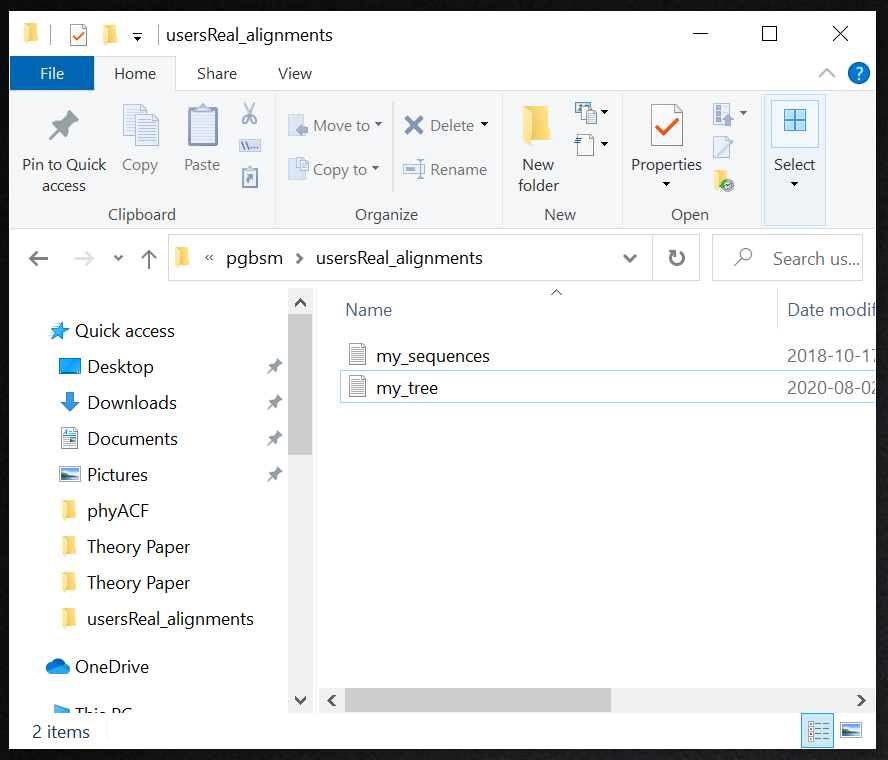 usersReal_alignments
File Home Share View
Pin to Quick access
Copy
Paste
Clipboard
Move to
Copy to
Delete
Rename
Organize
New folder
New
Properties
Open
Select
« pgbsm > usersReal_alignments
Search us...
Quick access
Desktop
Downloads
Documents
Pictures
phyACF
Theory Paper
Theory Paper
usersReal_alignments
OneDrive
This PC
Name Date modif
my_sequences 2018-10-17
my_tree 2020-08-02
2 items